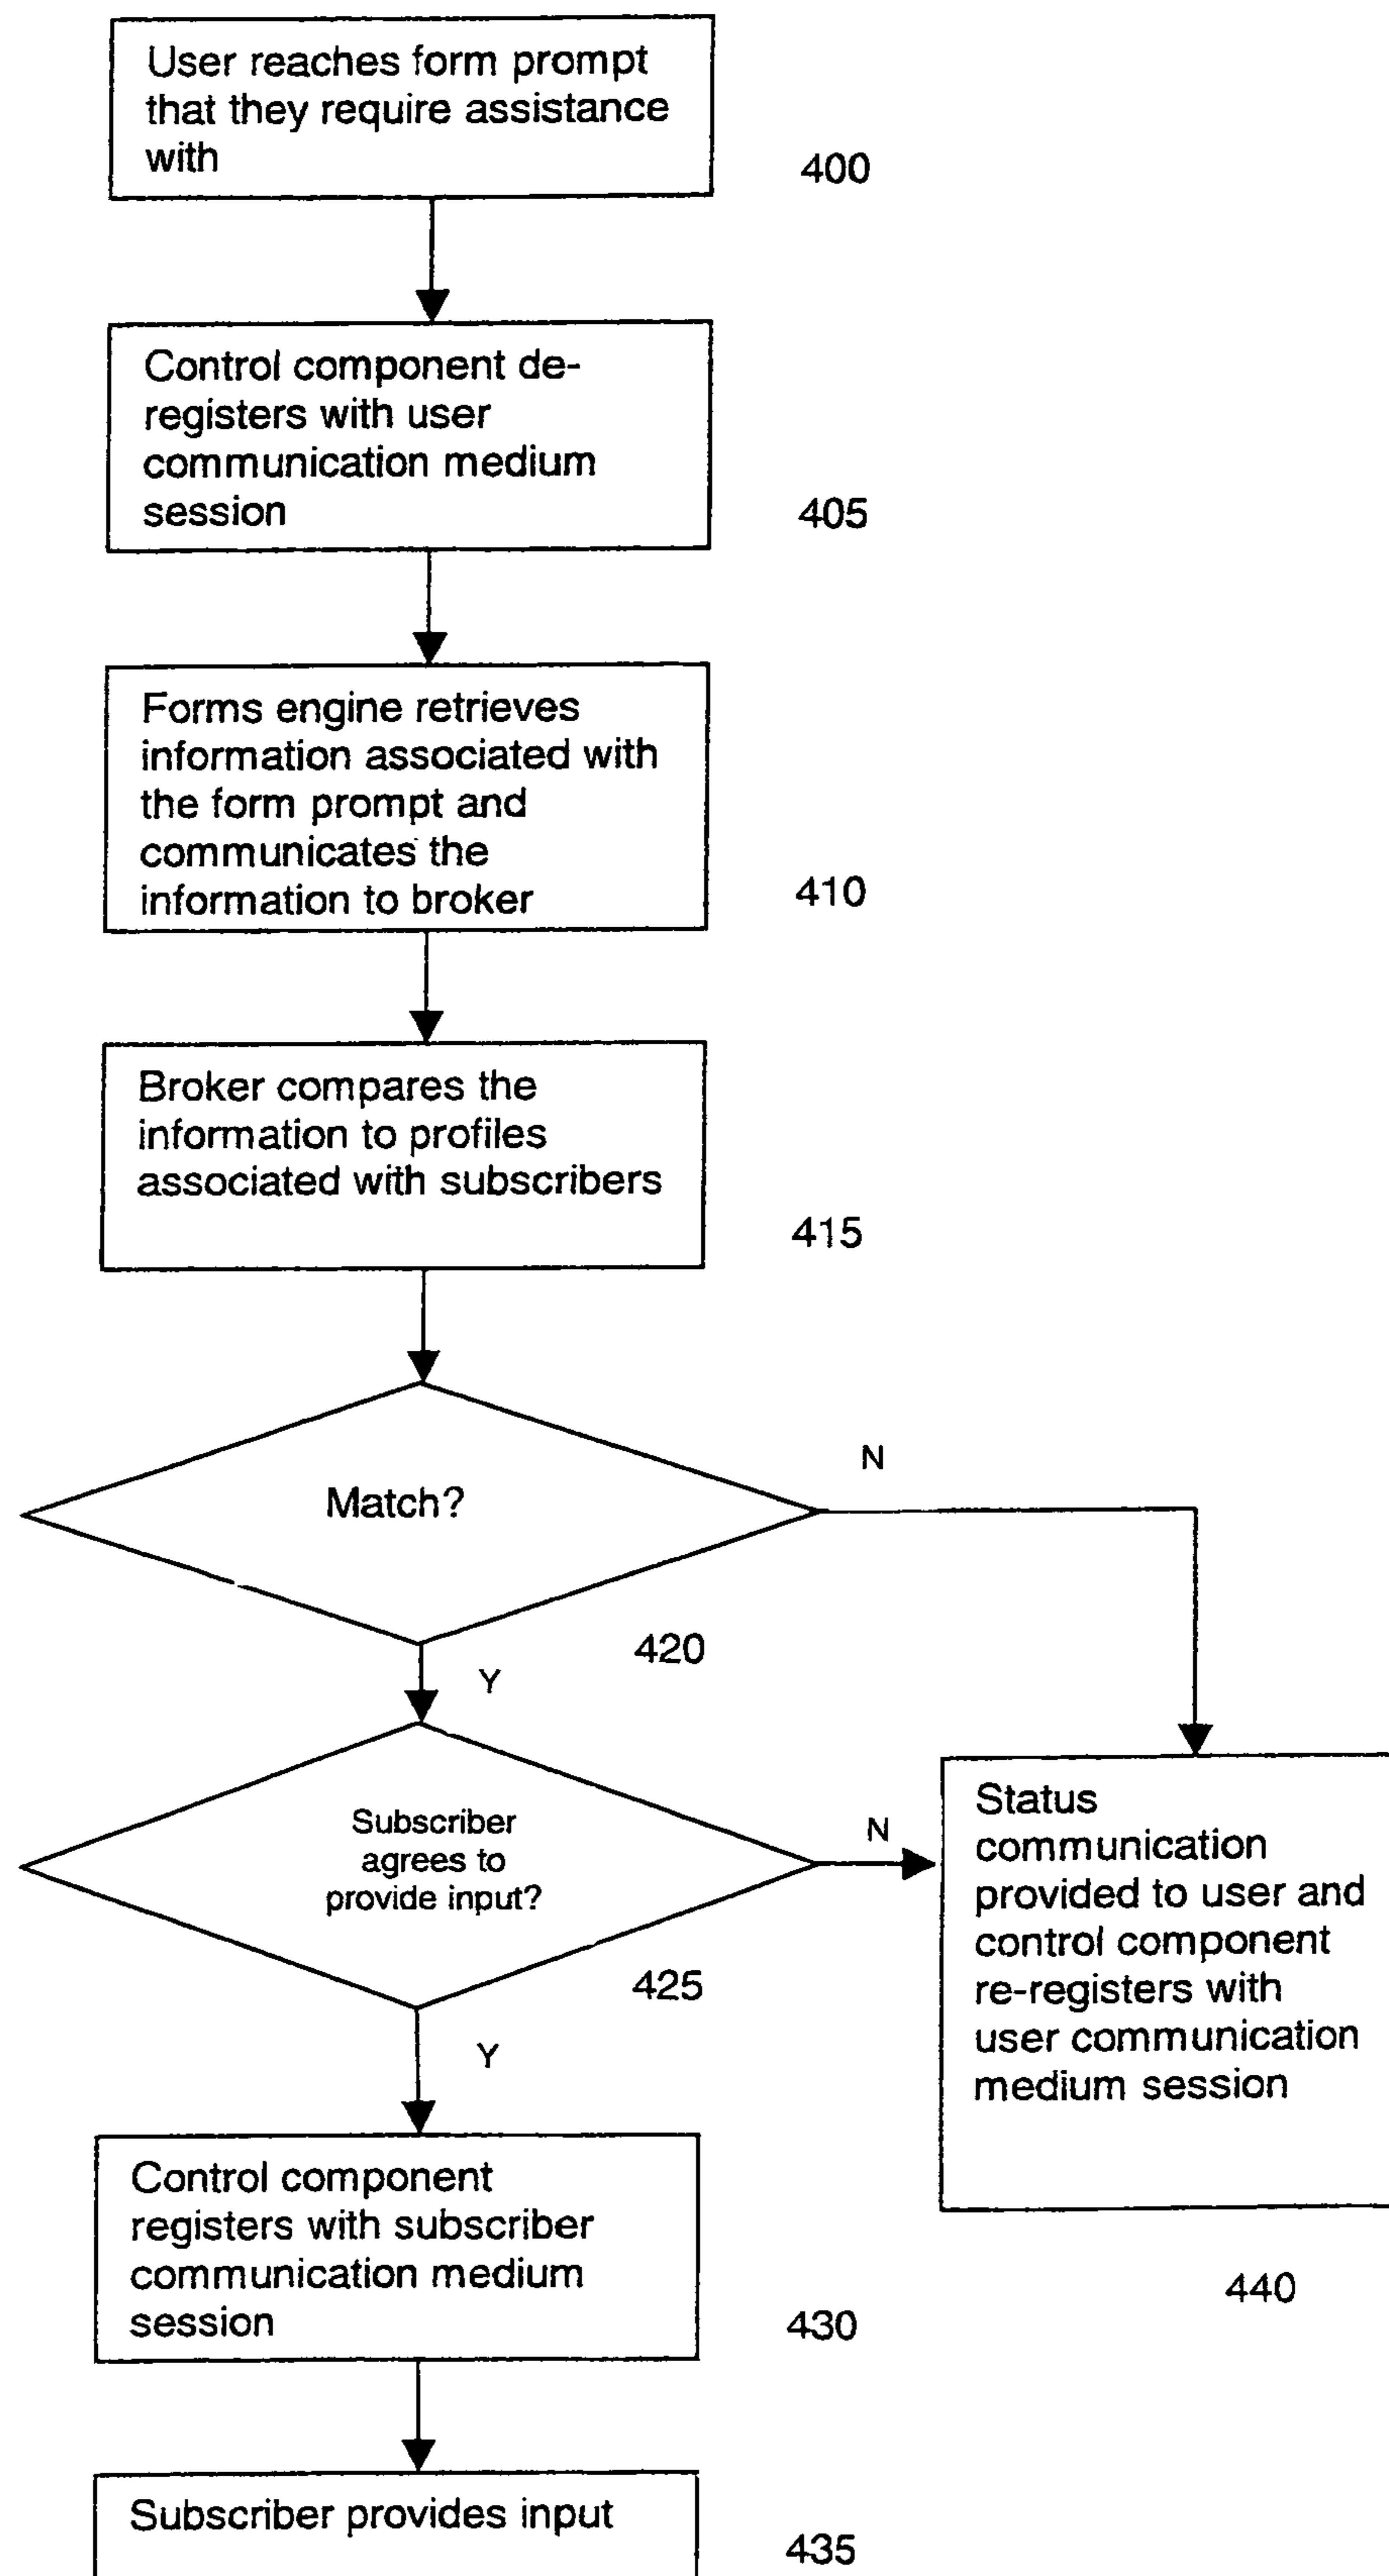 User reaches form prompt
that they require assistance
with
400
Control component de-
registers with user
communication medium
session
405
Forms engine retrieves
information associated with
the form prompt and
communicates the
information to broker
410
Broker compares the
information to profiles
associated with subscribers
415
Match?
N
420
Y
Subscriber
agrees to
provide input?
N
425
Y
Status
communication
provided to user and
control component
re-registers with
user communication
medium session
440
Control component
registers with subscriber
communication medium
session
430
Subscriber provides input
435